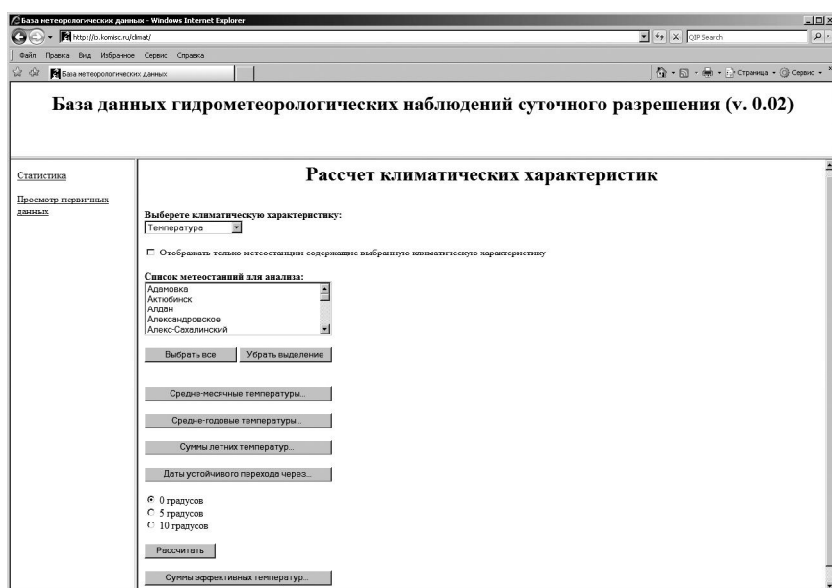 База метеорологических данных - Windows Internet Explorer
http://ib.komisc.ru/climat/
QIP Search
Файл Правка Вид Избранное Сервис Справка
База метеорологических данных
Страница Сервис
База данных гидрометеорологических наблюдений суточного разрешения (v. 0.02)
Статистика
Просмотр первичных
данных
Рассчет климатических характеристик
Выберете климатическую характеристику:
Температура
Отображать только метеостанции содержащие выбранную климатическую характеристику
Список метеостанций для анализа:
Адамовка
Актюбинск
Алдан
Александровское
Алекс-Сахалинский
Выбрать все Убрать выделение
Средне-месячные температуры...
Средне-годовые температуры...
Суммы летних температур...
Даты устойчивого перехода через...
0 градусов
5 градусов
10 градусов
Рассчитать
Суммы эффективных температур...